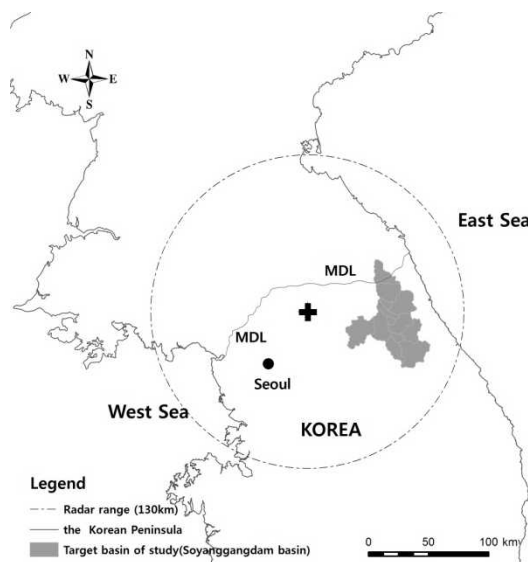 N
W E
S
East Sea
MDL
MDL
Seoul
West Sea
KOREA
Legend
Radar range (130km)
the Korean Peninsula
Target basin of study(Soyanggangdam basin)
0 25 50 100 km